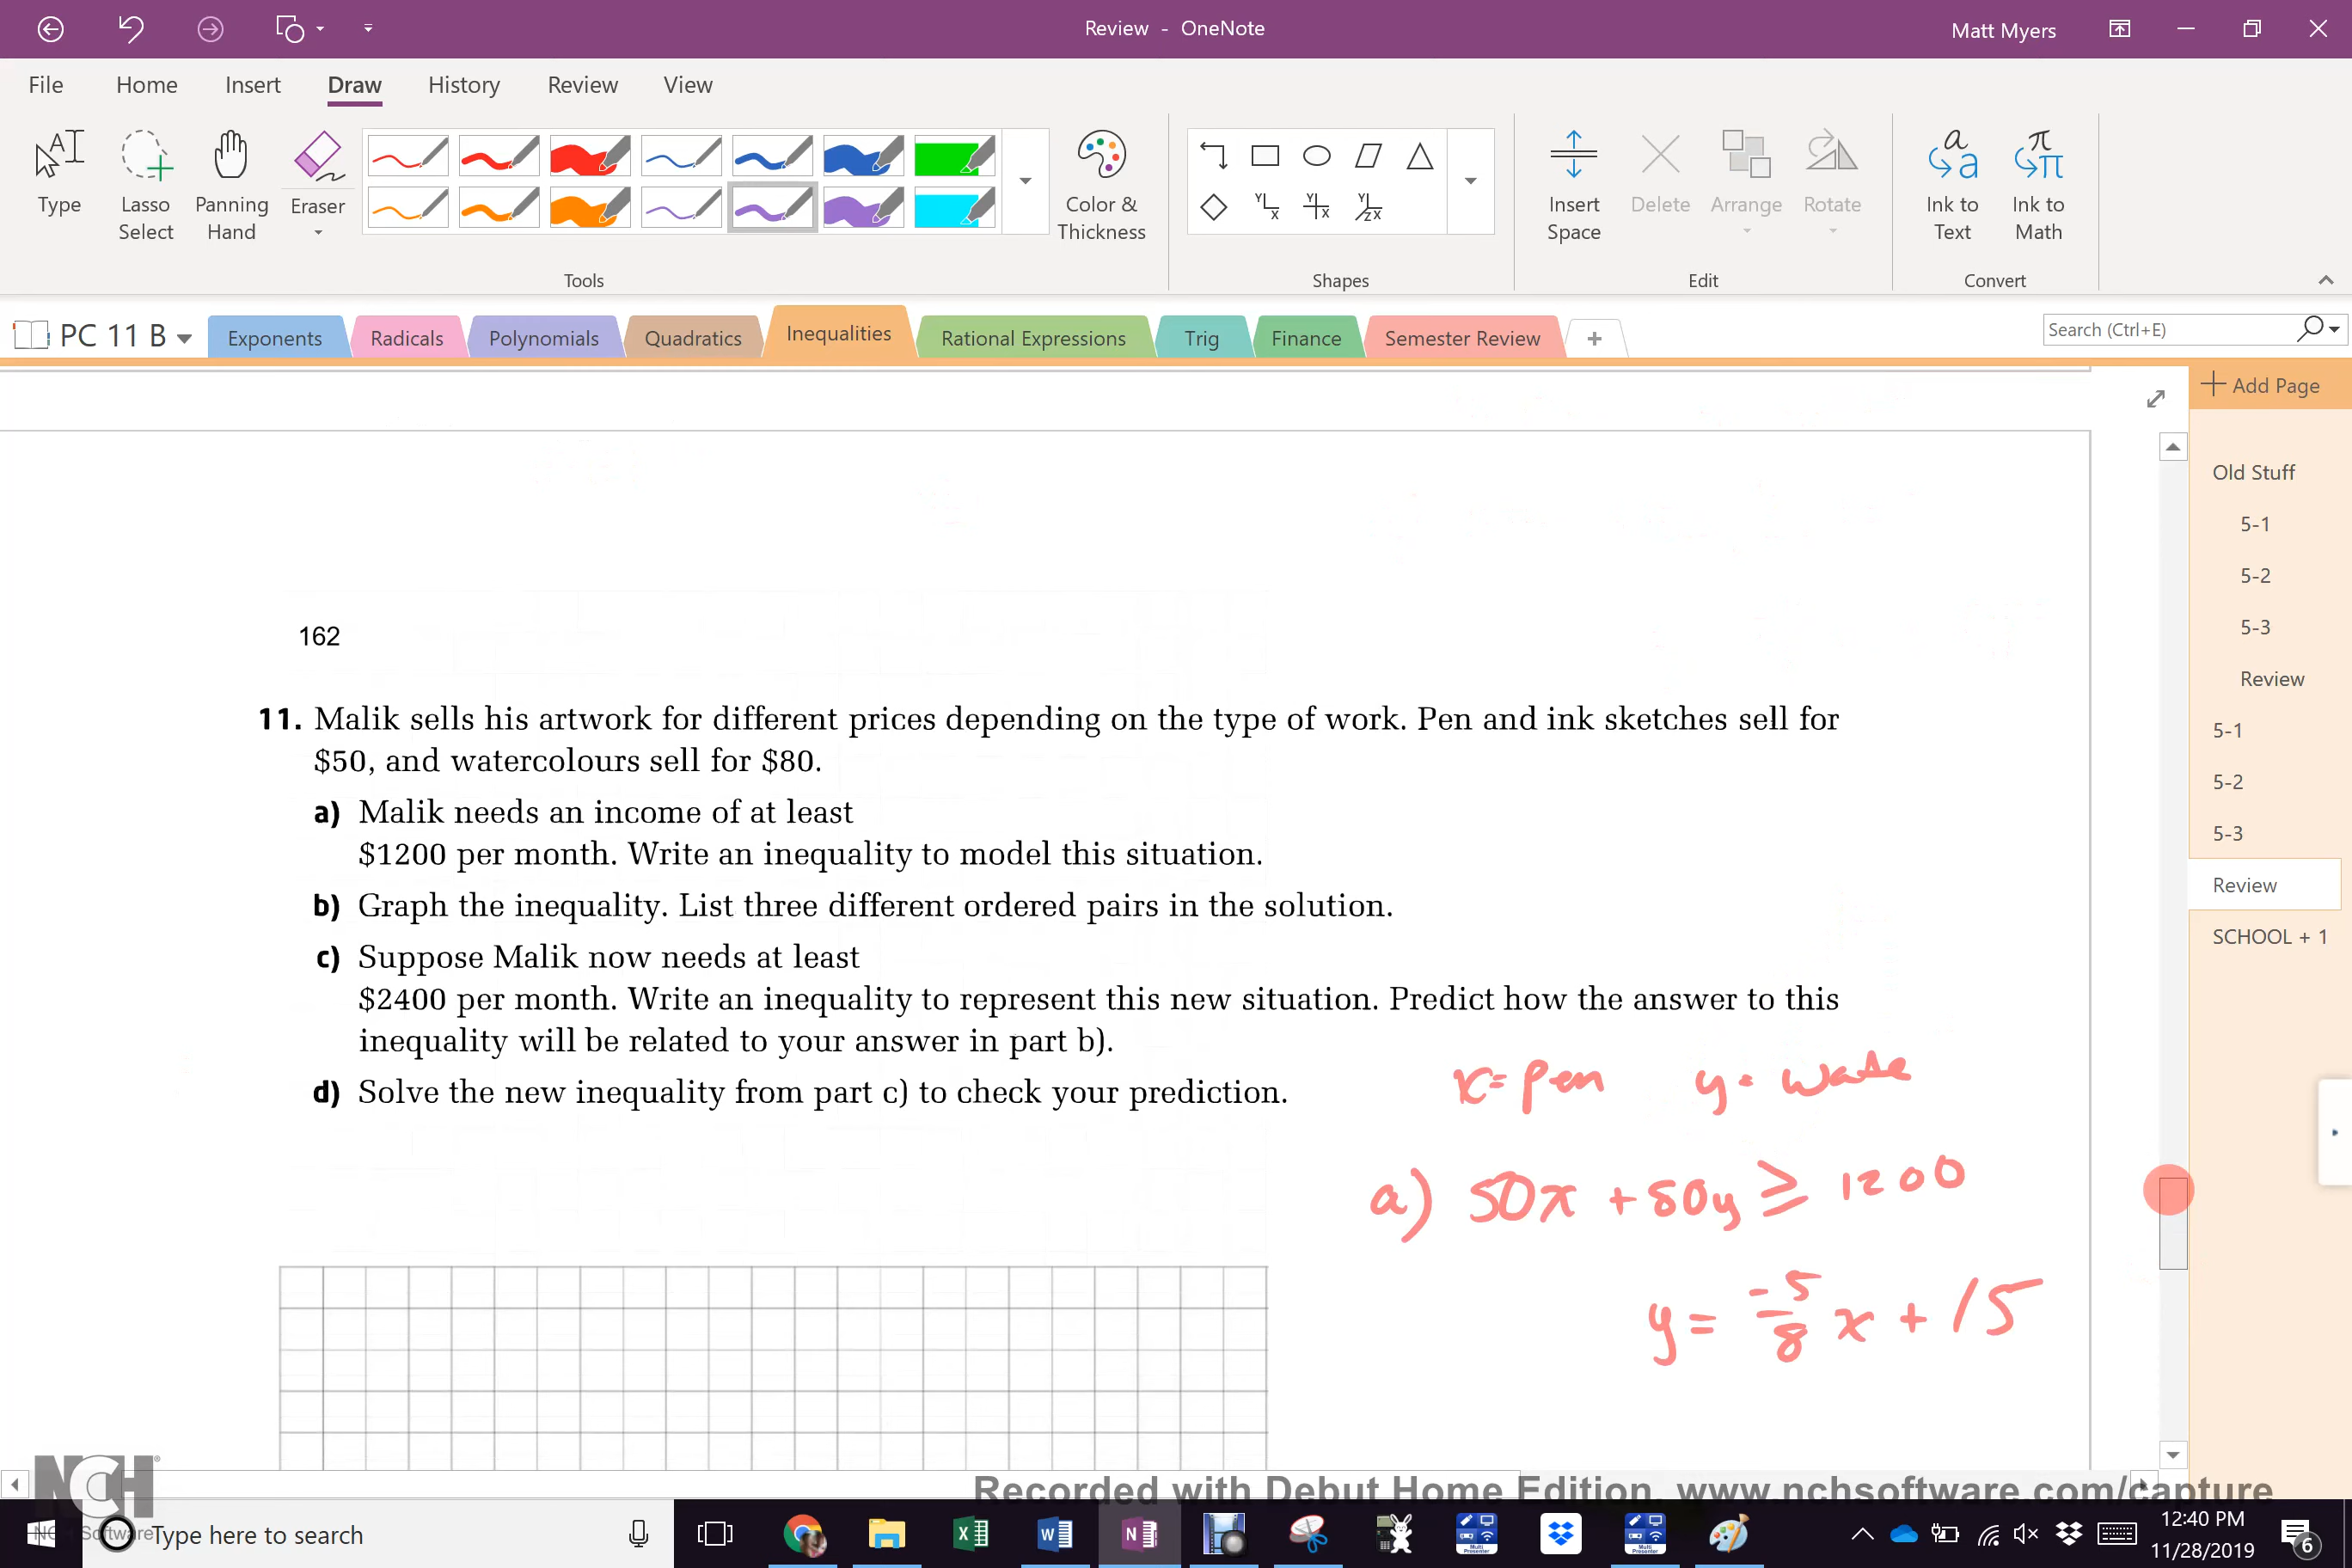 Review - OneNote
Matt Myers
File Home Insert Draw History Review View
Type
Lasso Select
Panning Hand
Eraser
Color & Thickness
Insert Space
Delete
Arrange
Rotate
Ink to Text
Ink to Math
Tools
Shapes
Edit
Convert
PC 11 B
Exponents
Radicals
Polynomials
Quadratics
Inequalities
Rational Expressions
Trig
Finance
Semester Review
Search (Ctrl+E)
Add Page
Old Stuff
5-1
5-2
5-3
Review
5-1
5-2
5-3
Review
SCHOOL + 1
162
11. Malik sells his artwork for different prices depending on the type of work. Pen and ink sketches sell for
$50, and watercolours sell for $80.
a) Malik needs an income of at least
$1200 per month. Write an inequality to model this situation.
b) Graph the inequality. List three different ordered pairs in the solution.
c) Suppose Malik now needs at least
$2400 per month. Write an inequality to represent this new situation. Predict how the answer to this
inequality will be related to your answer in part b).
d) Solve the new inequality from part c) to check your prediction.
x = pen y =
a) 50x + 80y ≥ 1200
y = -5/8 x + 15
NCH
NCH Software
Recorded with Debut Home Edition. www.nchsoftware.com/capture
Type here to search
12:40 PM
11/28/2019
6